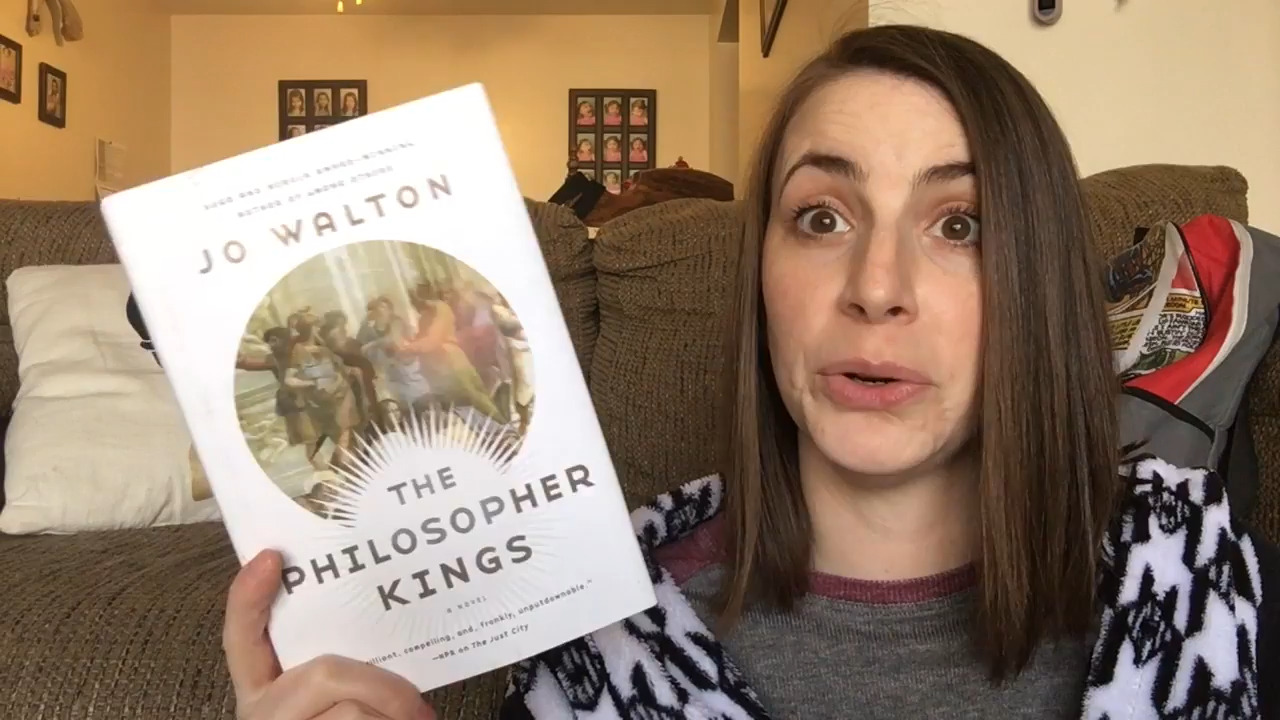 HUGO AND NEBULA AWARD-WINNING
AUTHOR OF AMONG OTHERS
JO WALTON
THE
PHILOSOPHER
KINGS
A NOVEL
compelling, and, frankly, unputdownable."
—NPR on The Just City